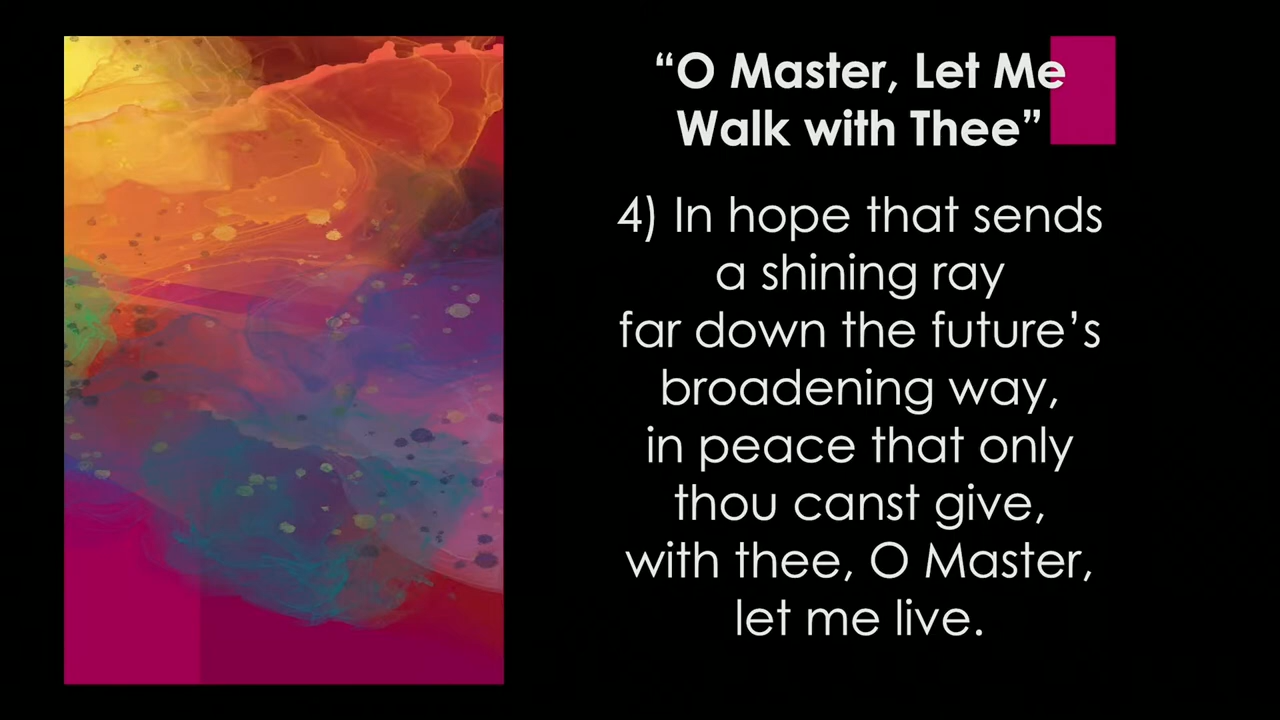 “O Master, Let Me
Walk with Thee”
4) In hope that sends
a shining ray
far down the future’s
broadening way,
in peace that only
thou canst give,
with thee, O Master,
let me live.